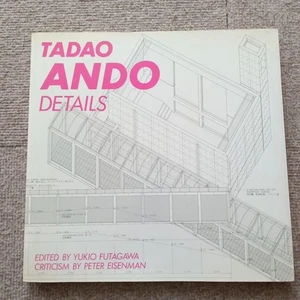 TADAO
ANDO
DETAILS
EDITED BY YUKIO FUTAGAWA
CRITICISM BY PETER EISENMAN